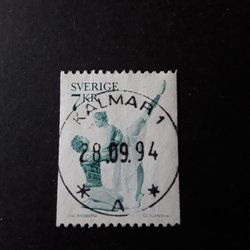 SVERIGE
7 KR
KALMAR 1
28.09.94
* A *